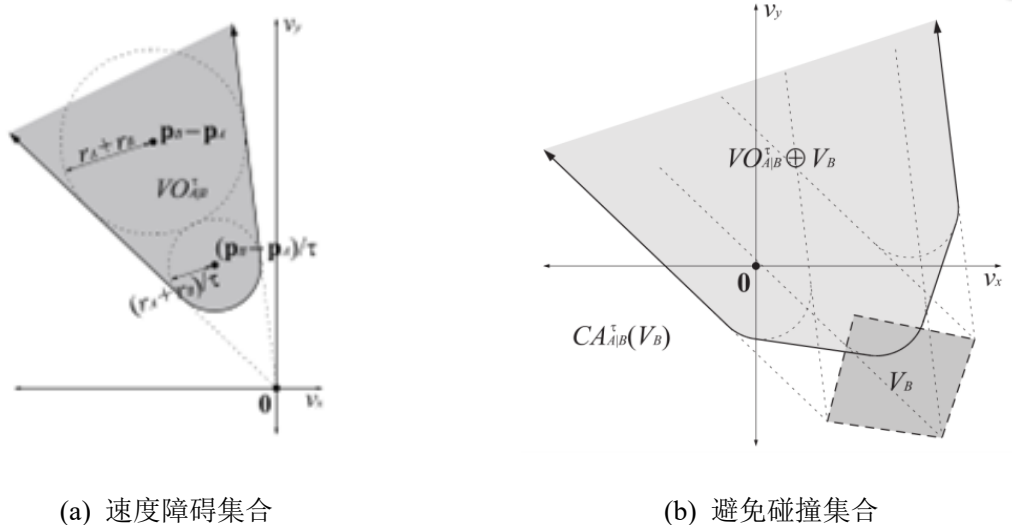 v_y
r_A + r_B
p_B − p_A
VO^τ_{A|B}
(p_B − p_A)/τ
(r_A + r_B)/τ
0
v_x
(a) 速度障碍集合
v_y
VO^τ_{A|B} ⊕ V_B
0
v_x
CA^τ_{A|B}(V_B)
V_B
(b) 避免碰撞集合